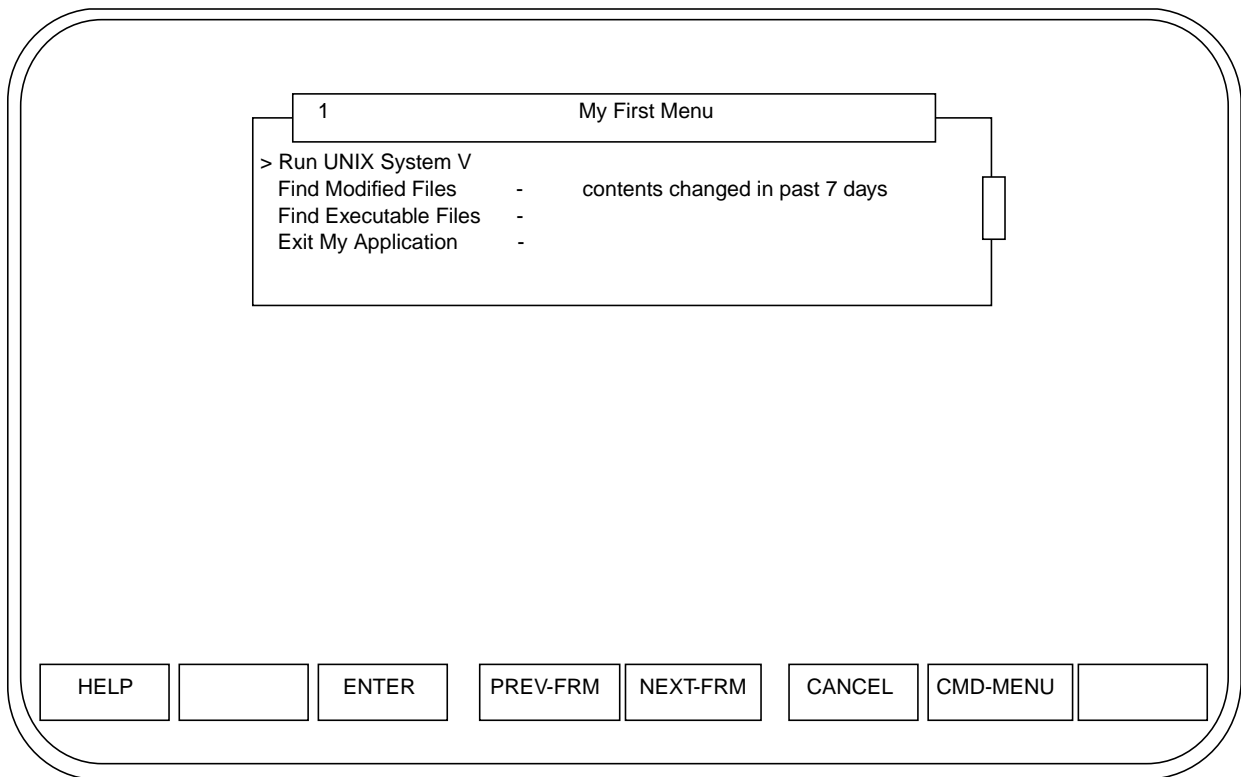 1 My First Menu
> Run UNIX System V
Find Modified Files - contents changed in past 7 days
Find Executable Files -
Exit My Application -
HELP ENTER PREV-FRM NEXT-FRM CANCEL CMD-MENU